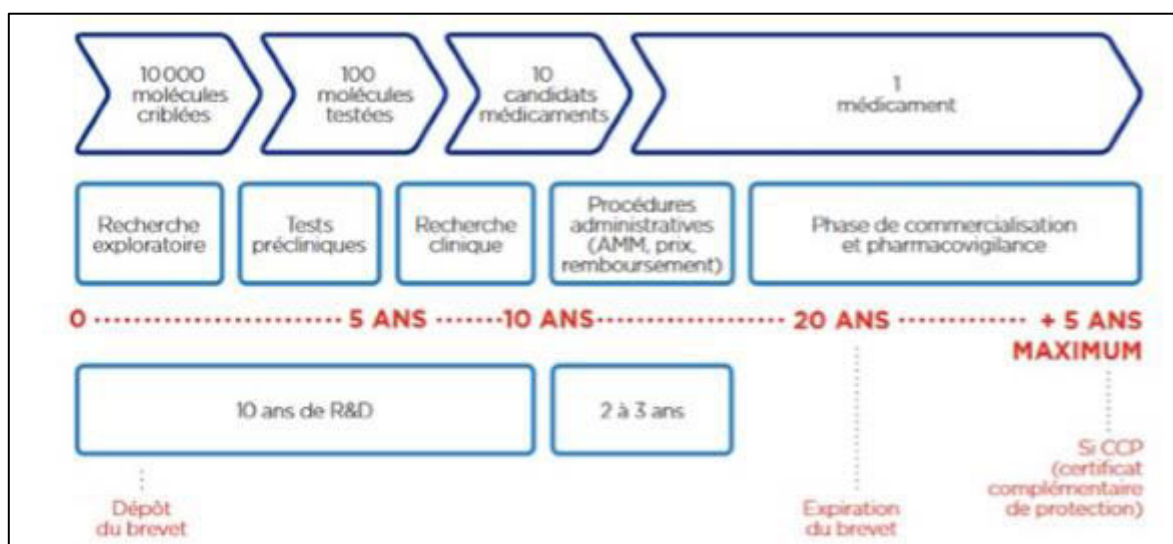 10 000
molécules
criblées
100
molécules
testées
10
candidats
médicaments
1
médicament
Recherche
exploratoire
Tests
précliniques
Recherche
clinique
Procédures
administratives
(AMM, prix,
remboursement)
Phase de commercialisation
et pharmacovigilance
0
5 ANS
10 ANS
20 ANS
+ 5 ANS
MAXIMUM
10 ans de R&D
2 à 3 ans
Dépôt
du brevet
Expiration
du brevet
Si CCP
(certificat
complémentaire
de protection)